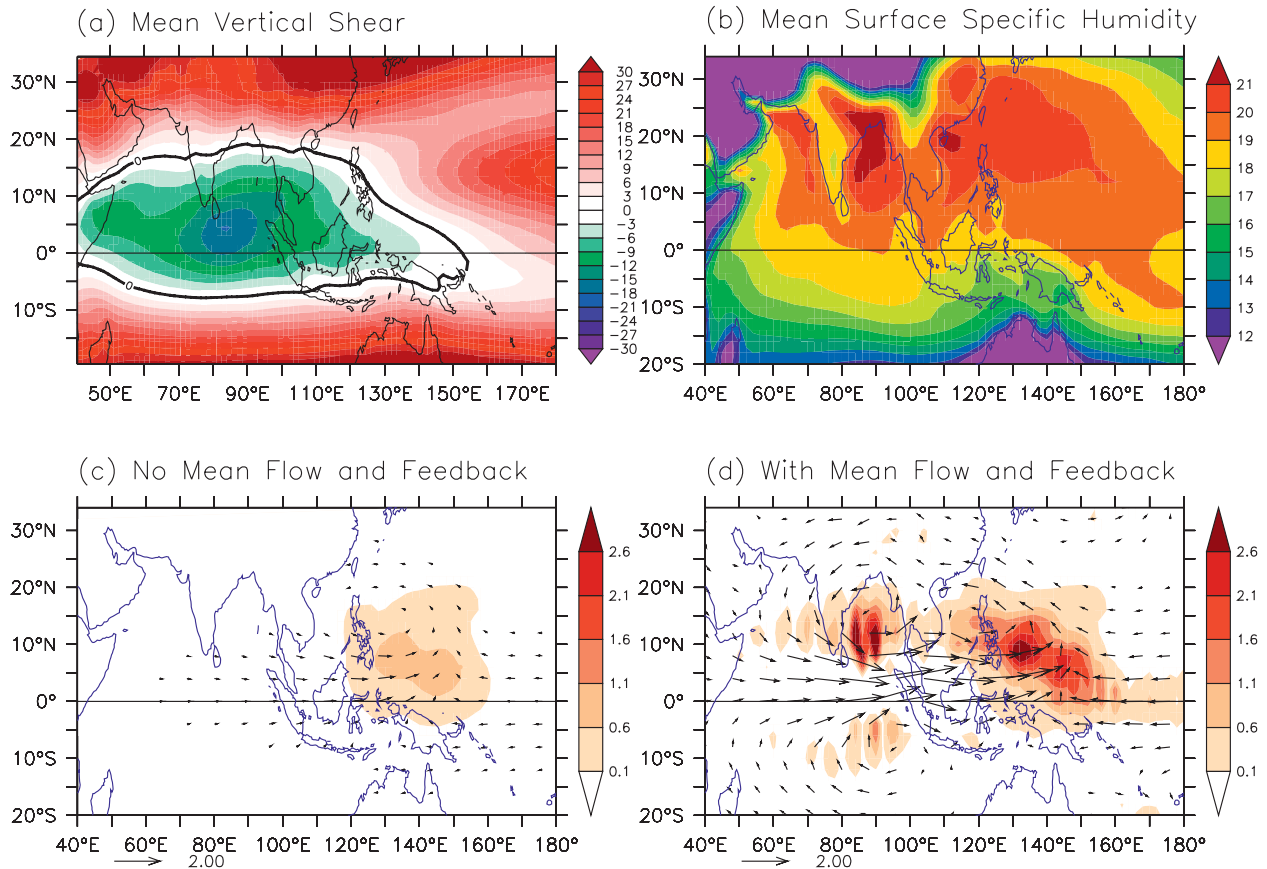 (a) Mean Vertical Shear
30°N
20°N
10°N
0°
10°S
50°E 70°E 90°E 110°E 130°E 150°E 170°E
0
0
30
27
24
21
18
15
12
9
6
3
0
−3
−6
−9
−12
−15
−18
−21
−24
−27
−30
(b) Mean Surface Specific Humidity
30°N
20°N
10°N
0°
10°S
20°S
40°E 60°E 80°E 100°E 120°E 140°E 160°E 180°
21
20
19
18
17
16
15
14
13
12
(c) No Mean Flow and Feedback
30°N
20°N
10°N
0°
10°S
20°S
40°E 60°E 80°E 100°E 120°E 140°E 160°E 180°
2.00
2.6
2.1
1.6
1.1
0.6
0.1
(d) With Mean Flow and Feedback
30°N
20°N
10°N
0°
10°S
20°S
40°E 60°E 80°E 100°E 120°E 140°E 160°E 180°
2.00
2.6
2.1
1.6
1.1
0.6
0.1